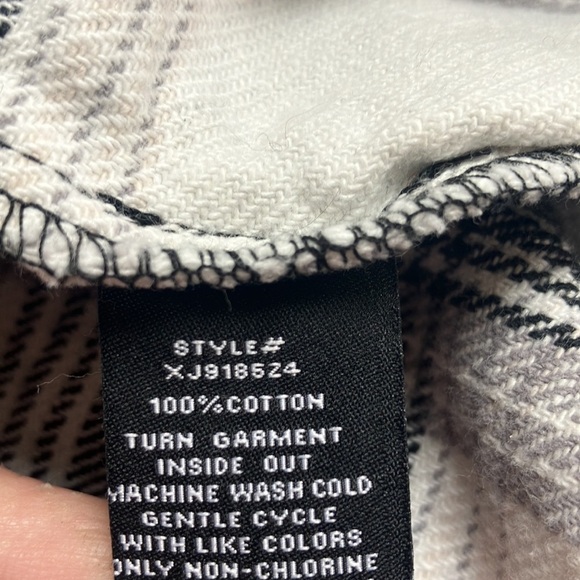 STYLE#
XJ918524
100%COTTON
TURN GARMENT
INSIDE OUT
MACHINE WASH COLD
GENTLE CYCLE
WITH LIKE COLORS
ONLY NON-CHLORINE